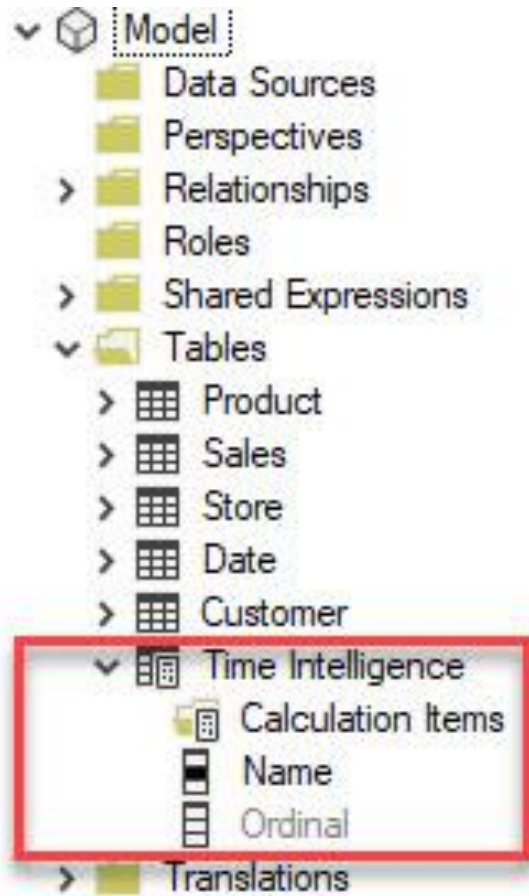 Model
Data Sources
Perspectives
Relationships
Roles
Shared Expressions
Tables
Product
Sales
Store
Date
Customer
Time Intelligence
Calculation Items
Name
Ordinal
Translations